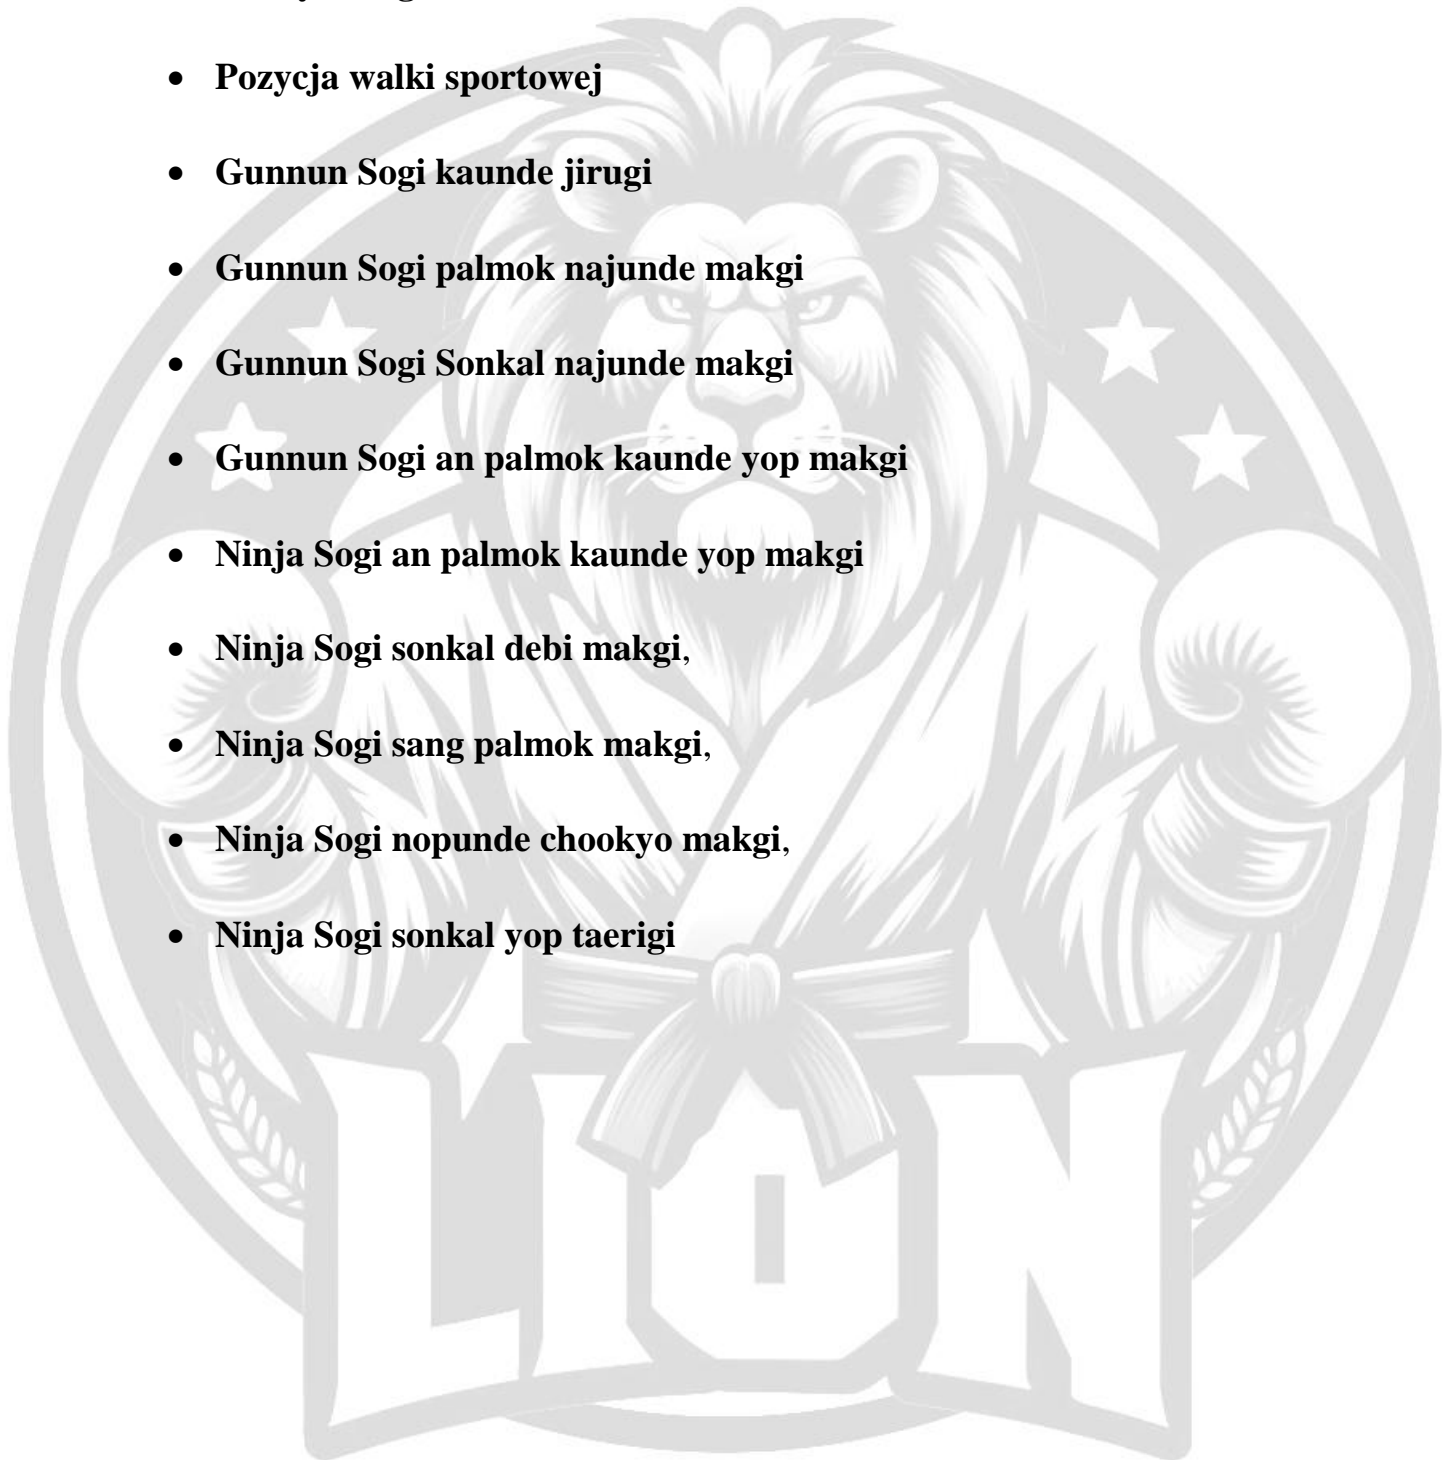 • Pozycja walki sportowej
• Gunnun Sogi kaunde jirugi
• Gunnun Sogi palmok najunde makgi
• Gunnun Sogi Sonkal najunde makgi
• Gunnun Sogi an palmok kaunde yop makgi
• Ninja Sogi an palmok kaunde yop makgi
• Ninja Sogi sonkal debi makgi,
• Ninja Sogi sang palmok makgi,
• Ninja Sogi nopunde chookyo makgi,
• Ninja Sogi sonkal yop taerigi
LION